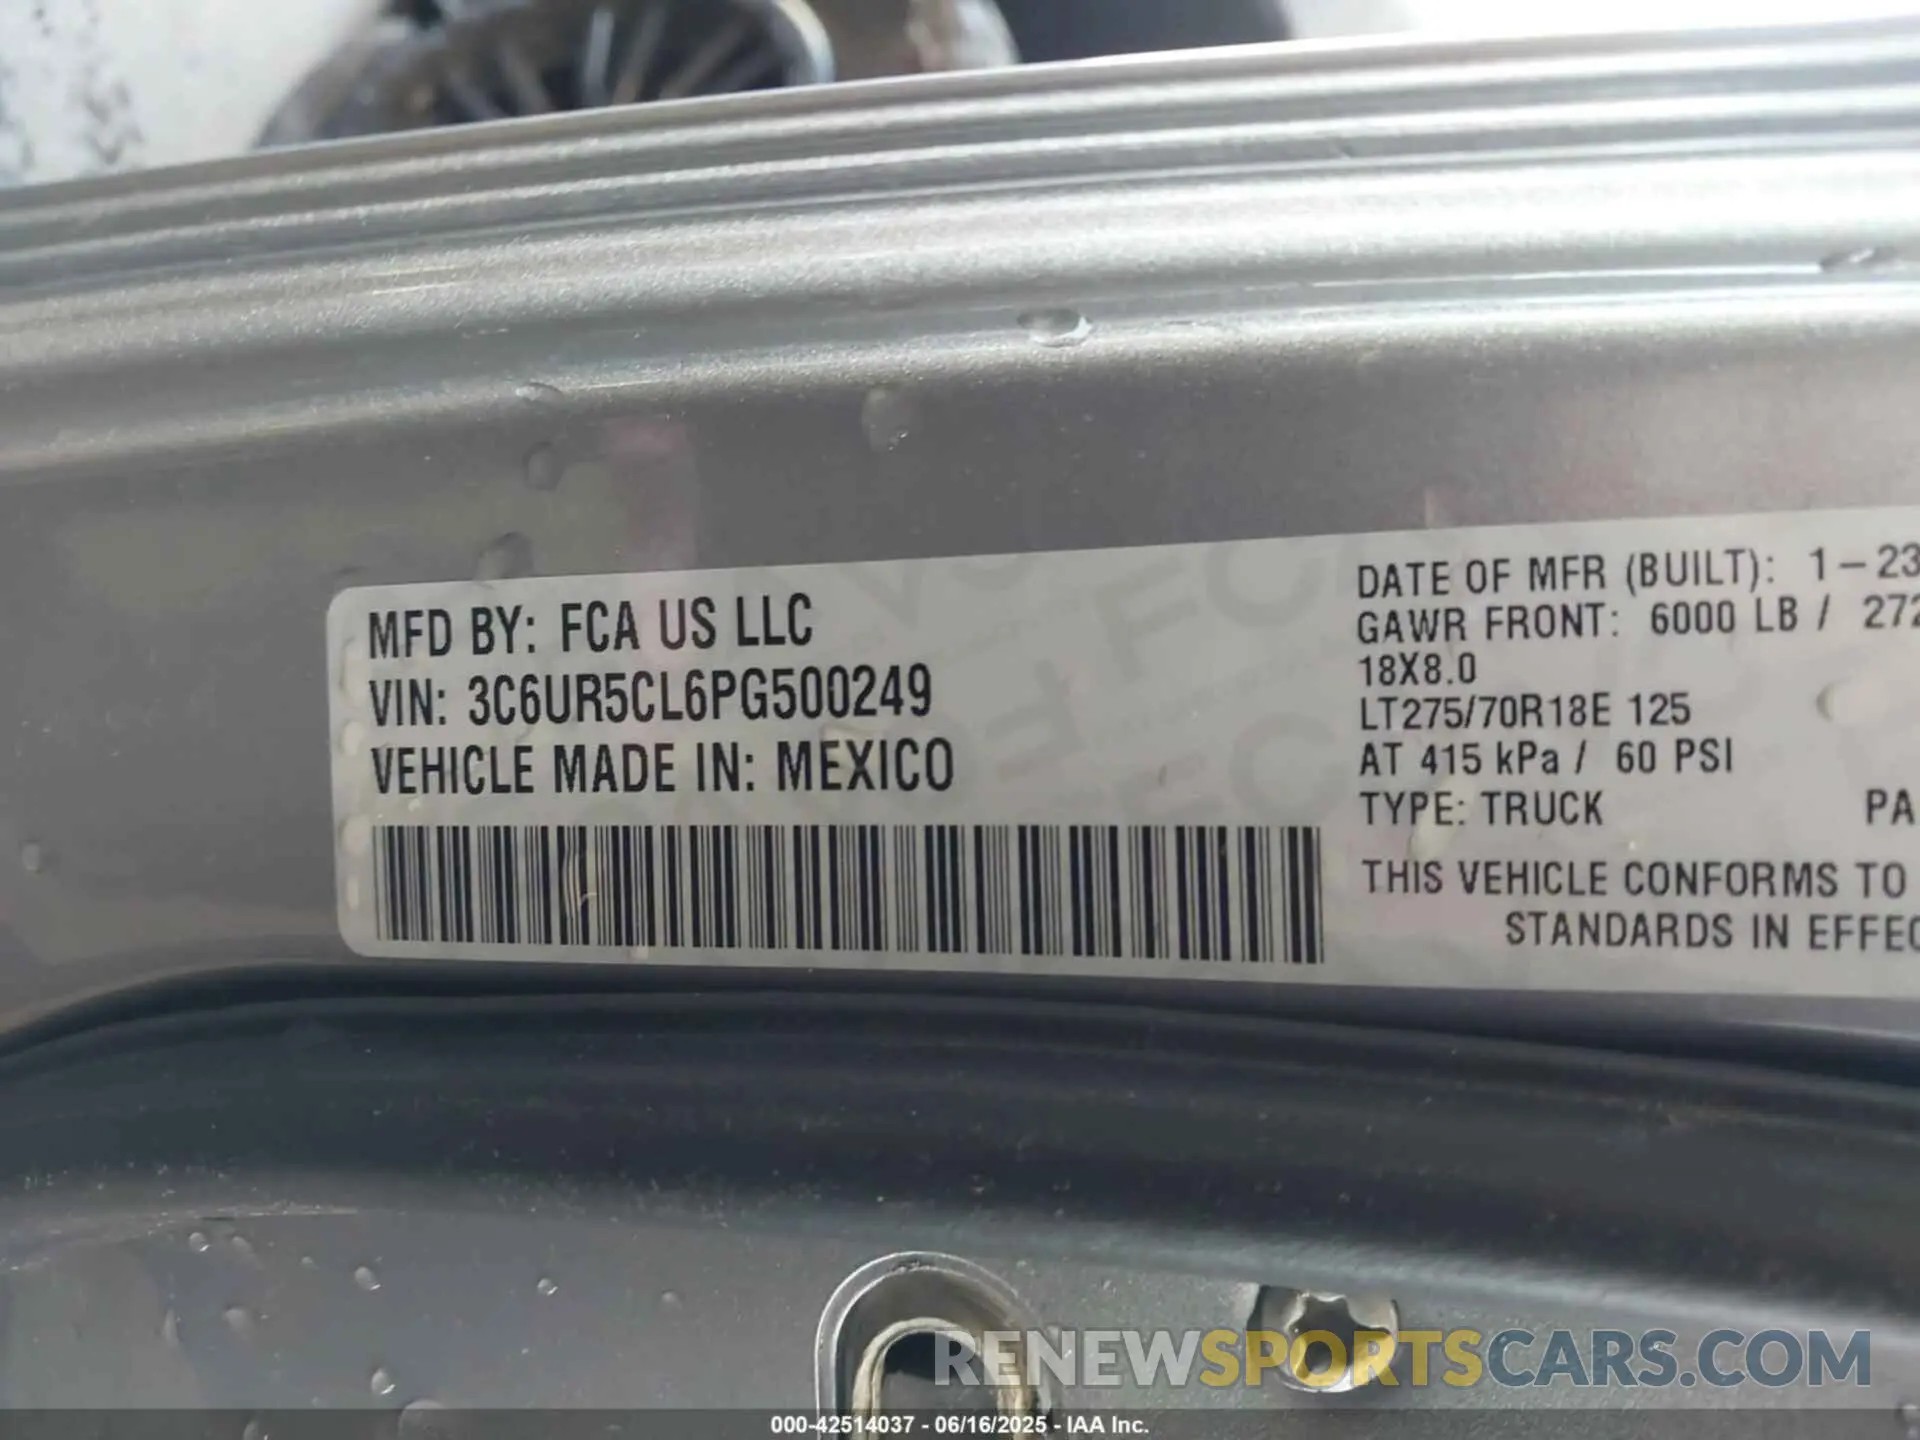 MFD BY: FCA US LLC
VIN: 3C6UR5CL6PG500249
VEHICLE MADE IN: MEXICO
DATE OF MFR (BUILT): 1-23
GAWR FRONT: 6000 LB / 272
18X8.0
LT275/70R18E 125
AT 415 kPa / 60 PSI
TYPE: TRUCK PA
THIS VEHICLE CONFORMS TO
STANDARDS IN EFFEC
RENEWSPORTSCARS.COM
000-42514037 - 06/16/2025 - IAA Inc.